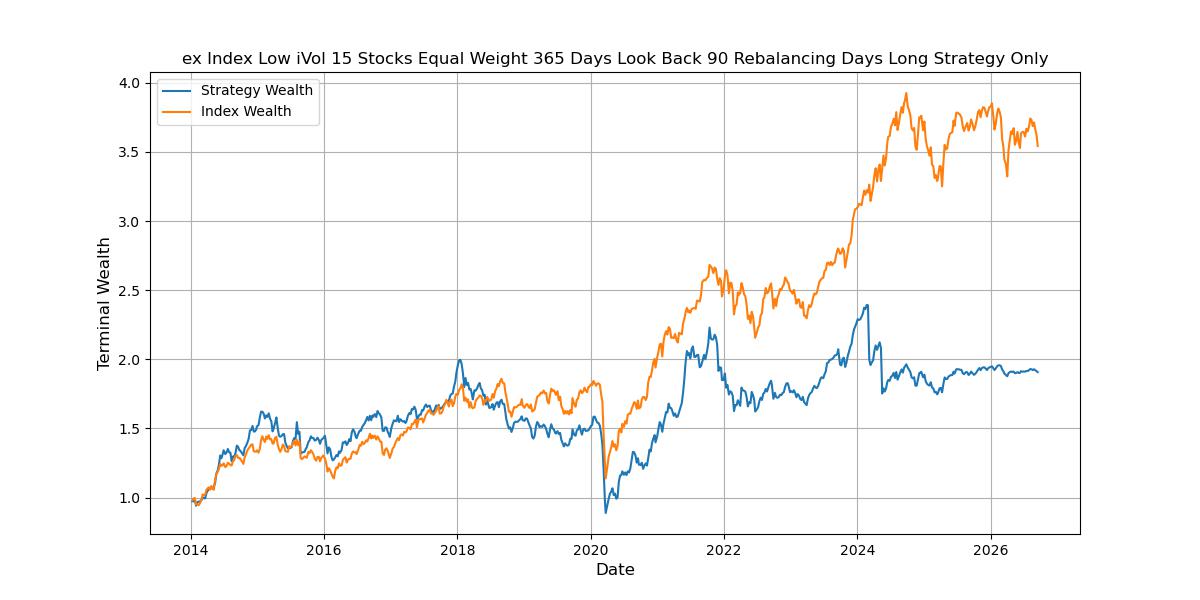 ex Index Low iVol 15 Stocks Equal Weight 365 Days Look Back 90 Rebalancing Days Long Strategy Only
Strategy Wealth
Index Wealth
Terminal Wealth
4.0
3.5
3.0
2.5
2.0
1.5
1.0
2014 2016 2018 2020 2022 2024 2026
Date